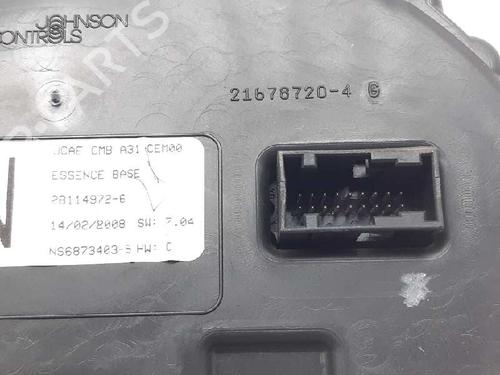 JOHNSON
CONTROLS
21678720-4 G
JCAE CMB A31 CEM00
ESSENCE BASE
28114972-6
14/02/2008 SW: 7.04
NS6873403-S HW: C